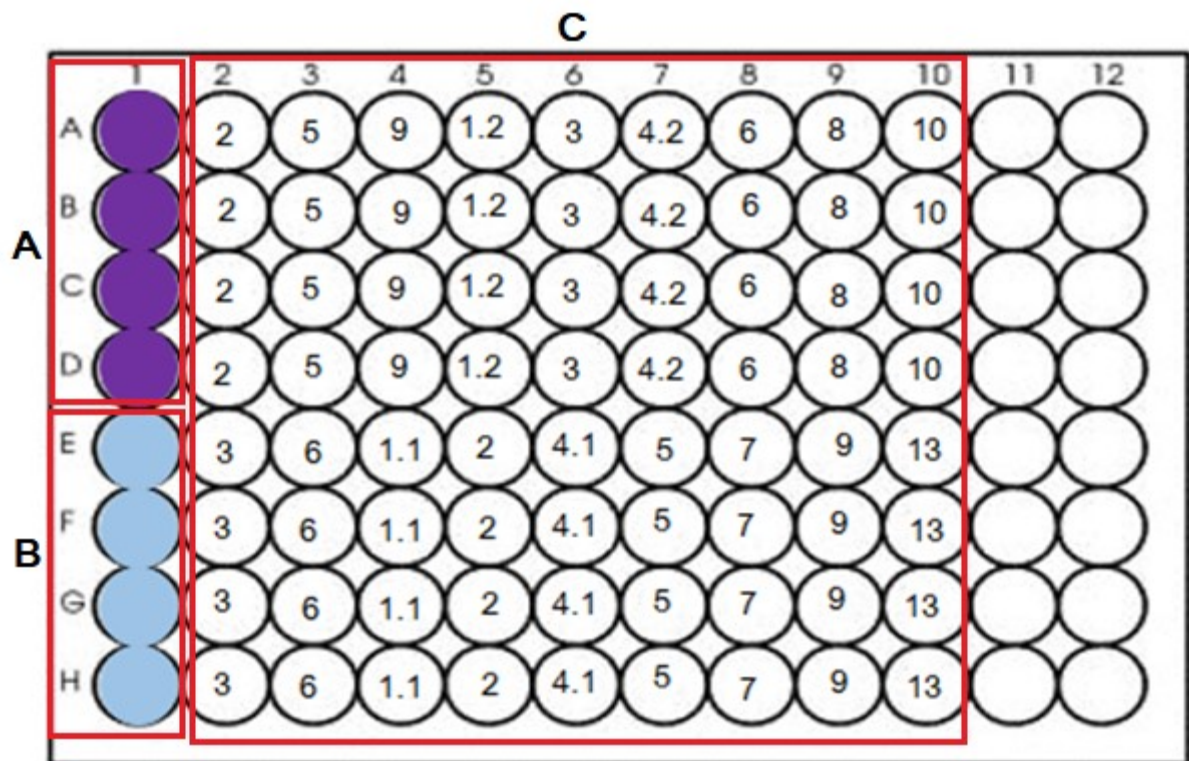 C
1 2 3 4 5 6 7 8 9 10 11 12
A 2 5 9 1.2 3 4.2 6 8 10
B 2 5 9 1.2 3 4.2 6 8 10
A
C 2 5 9 1.2 3 4.2 6 8 10
D 2 5 9 1.2 3 4.2 6 8 10
E 3 6 1.1 2 4.1 5 7 9 13
F 3 6 1.1 2 4.1 5 7 9 13
B
G 3 6 1.1 2 4.1 5 7 9 13
H 3 6 1.1 2 4.1 5 7 9 13